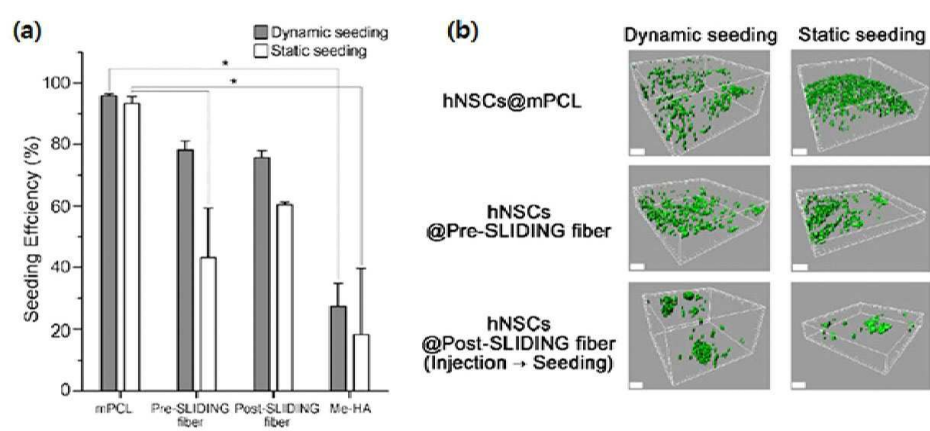 (a)
Dynamic seeding
Static seeding
*
*
100
80
60
40
20
0
Seeding Effciency (%)
mPCL
Pre-SLIDING
fiber
Post-SLIDING
fiber
Me-HA
(b)
Dynamic seeding
Static seeding
hNSCs@mPCL
hNSCs
@Pre-SLIDING fiber
hNSCs
@Post-SLIDING fiber
(Injection → Seeding)